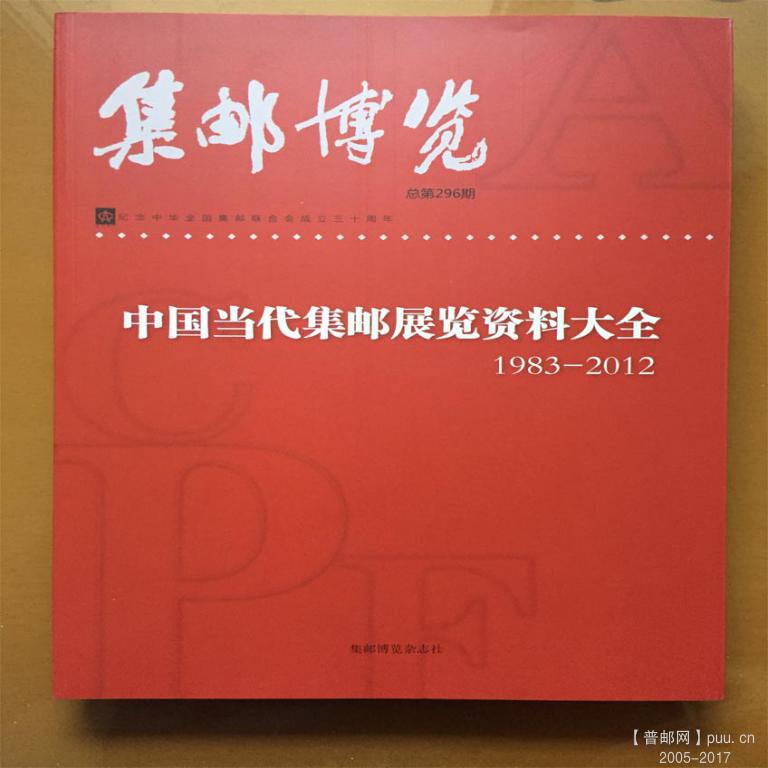 集邮博览
总第296期
纪念中华全国集邮联合会成立三十周年
中国当代集邮展览资料大全
1983-2012
A
C
P
F
集邮博览杂志社
【普邮网】puu.cn
2005-2017